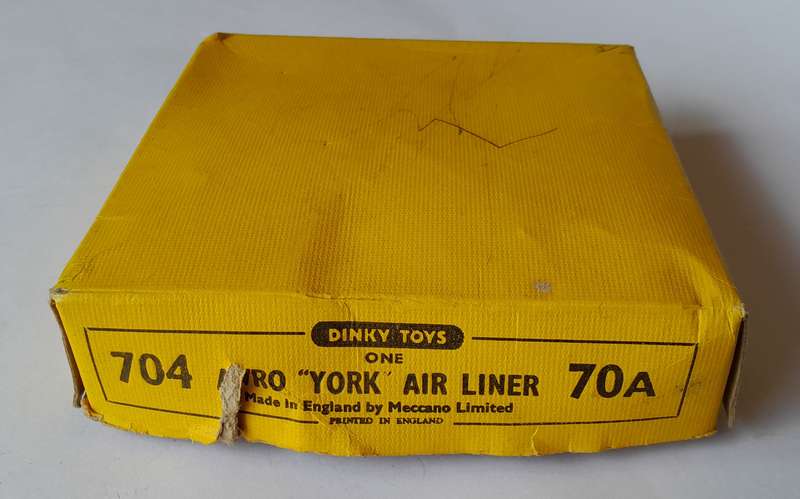 DINKY TOYS
ONE
704 "YORK" AIR LINER 70A
Made in England by Meccano Limited
PRINTED IN ENGLAND